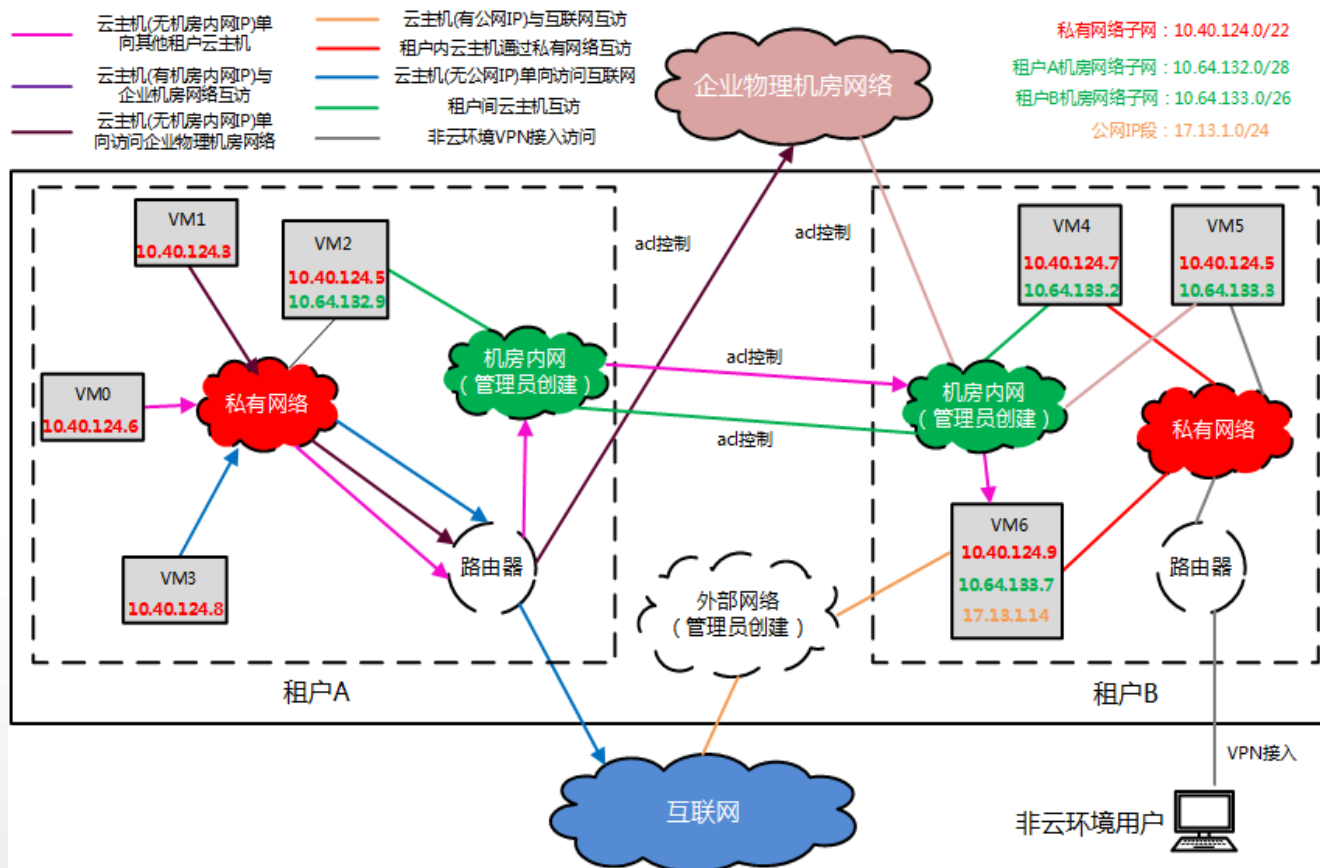 云主机(无机房内网IP)单
向其他租户云主机
云主机(有机房内网IP)与
企业机房网络互访
云主机(无机房内网IP)单
向访问企业物理机房网络
云主机(有公网IP)与互联网互访
租户内云主机通过私有网络互访
云主机(无公网IP)单向访问互联网
租户间云主机互访
非云环境VPN接入访问
企业物理机房网络
私有网络子网：10.40.124.0/22
租户A机房网络子网：10.64.132.0/28
租户B机房网络子网：10.64.133.0/26
公网IP段：17.13.1.0/24
VM1
10.40.124.3
VM2
10.40.124.5
10.64.132.9
acl控制
acl控制
VM4
10.40.124.7
10.64.133.2
VM5
10.40.124.5
10.64.133.3
VM0
10.40.124.6
私有网络
机房内网
（管理员创建）
acl控制
acl控制
机房内网
（管理员创建）
私有网络
VM3
10.40.124.8
路由器
外部网络
（管理员创建）
VM6
10.40.124.9
10.64.133.7
17.13.1.14
路由器
租户A
租户B
互联网
VPN接入
非云环境用户